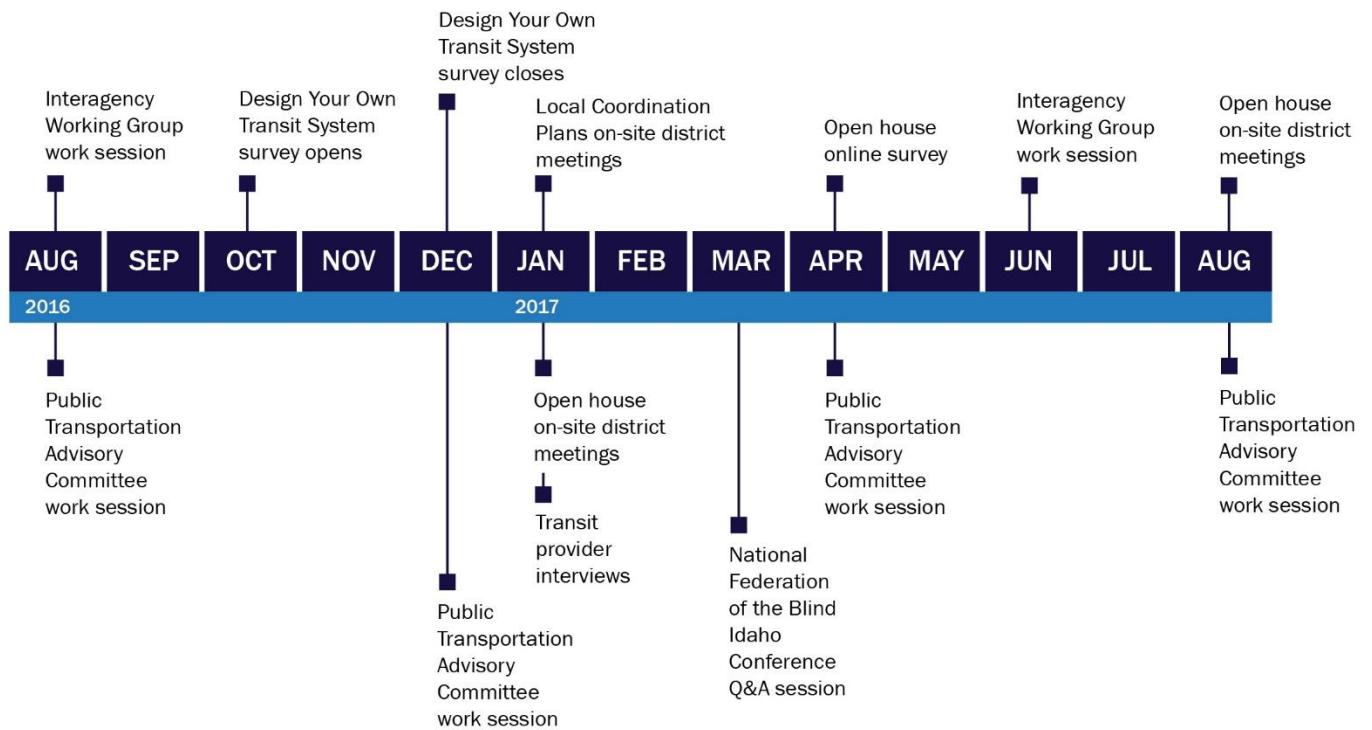 Design Your Own
Transit System
survey closes
Interagency
Working Group
work session
Design Your Own
Transit System
survey opens
Local Coordination
Plans on-site district
meetings
Open house
online survey
Interagency
Working Group
work session
Open house
on-site district
meetings
AUG
SEP
OCT
NOV
DEC
JAN
FEB
MAR
APR
MAY
JUN
JUL
AUG
2016
2017
Public
Transportation
Advisory
Committee
work session
Public
Transportation
Advisory
Committee
work session
Open house
on-site district
meetings
Transit
provider
interviews
National
Federation
of the Blind
Idaho
Conference
Q&A session
Public
Transportation
Advisory
Committee
work session
Public
Transportation
Advisory
Committee
work session